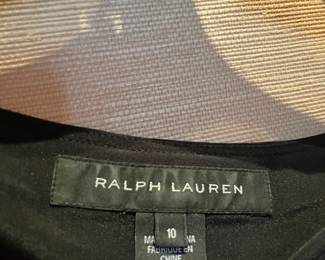 RALPH LAUREN
10
FABRIQUE EN
CHINE